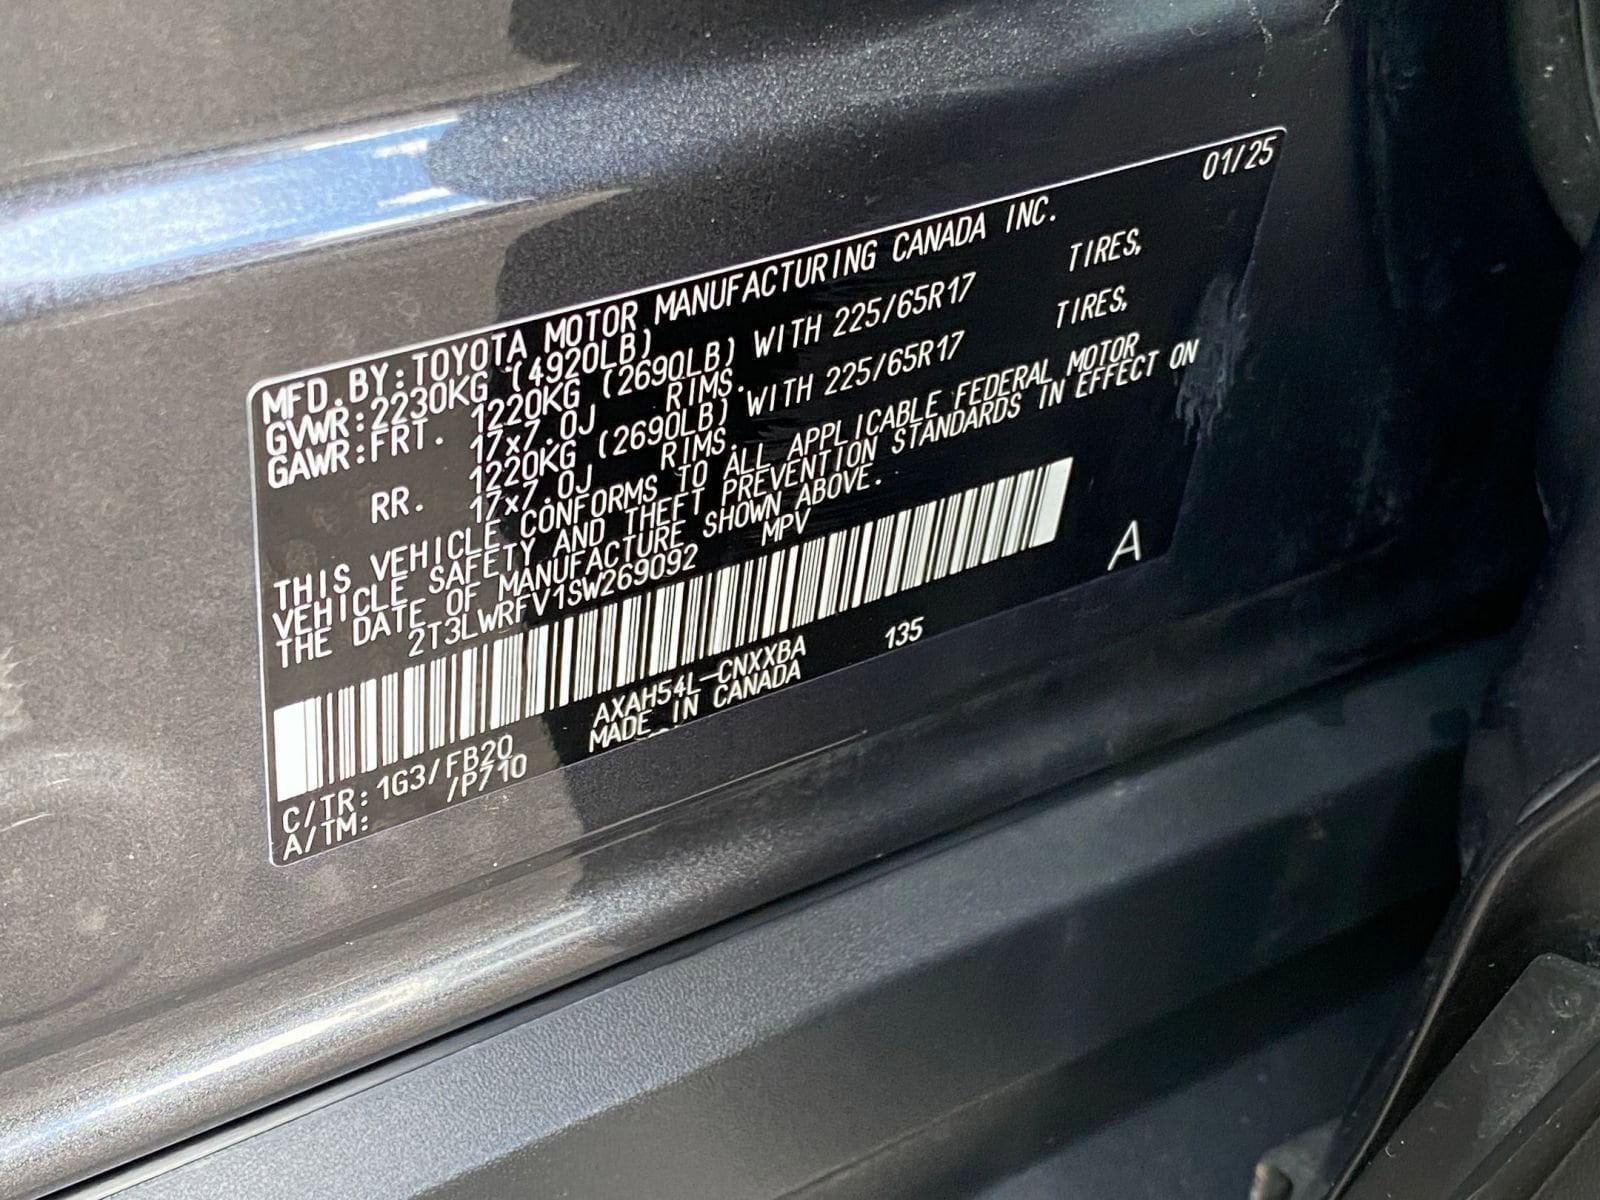 01/25
MFD.BY:TOYOTA MOTOR MANUFACTURING CANADA INC.
GVWR:2230KG (4920LB)
GAWR:FRT. 1220KG (2690LB) WITH 225/65R17 TIRES,
17x7.0J RIMS.
RR. 1220KG (2690LB) WITH 225/65R17 TIRES,
17x7.0J RIMS.
THIS VEHICLE CONFORMS TO ALL APPLICABLE FEDERAL MOTOR
VEHICLE SAFETY AND THEFT PREVENTION STANDARDS IN EFFECT ON
THE DATE OF MANUFACTURE SHOWN ABOVE.
2T3LWRFV1SW269092 MPV
A
AXAH54L-CNXXBA 135
MADE IN CANADA
C/TR:1G3/FB20
A/TM: /P710